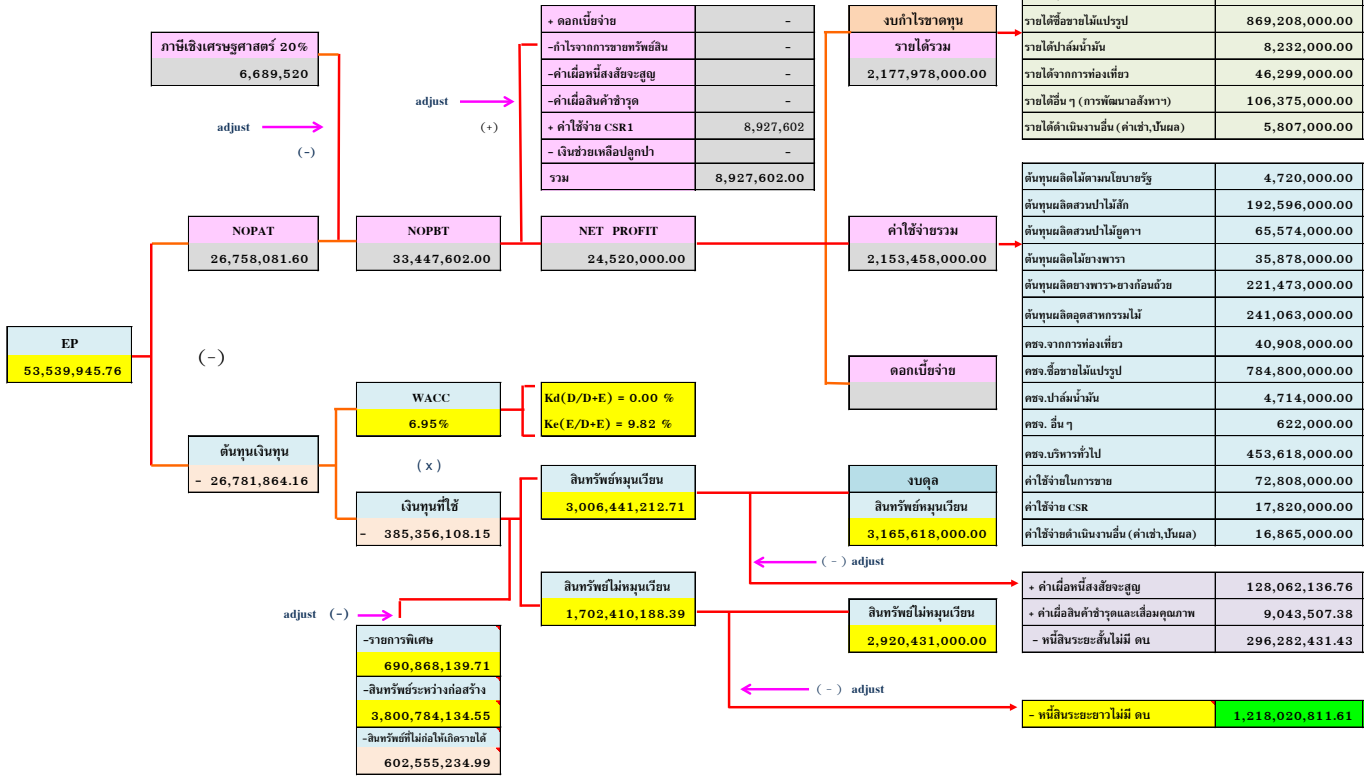 ภาษีเชิงเศรษฐศาสตร์ 20%
6,689,520
adjust
(-)
+ ดอกเบี้ยจ่าย -
-กำไรจากการขายทรัพย์สิน -
-ค่าเผื่อหนี้สงสัยจะสูญ -
-ค่าเผื่อสินค้าชำรุด -
+ ค่าใช้จ่าย CSR1 8,927,602
- เงินช่วยเหลือปลูกป่า -
รวม 8,927,602.00
adjust
(+)
งบกำไรขาดทุน
รายได้รวม
2,177,978,000.00
รายได้ซื้อขายไม้แปรรูป 869,208,000.00
รายได้ปาล์มน้ำมัน 8,232,000.00
รายได้จากการท่องเที่ยว 46,299,000.00
รายได้อื่น ๆ (การพัฒนาอสังหาฯ) 106,375,000.00
รายได้ดำเนินงานอื่น (ค่าเช่า,ปันผล) 5,807,000.00
NOPAT
26,758,081.60
NOPBT
33,447,602.00
NET PROFIT
24,520,000.00
ค่าใช้จ่ายรวม
2,153,458,000.00
ต้นทุนผลิตไม้ตามนโยบายรัฐ 4,720,000.00
ต้นทุนผลิตสวนป่าไม้สัก 192,596,000.00
ต้นทุนผลิตสวนป่าไม้ยูคาฯ 65,574,000.00
ต้นทุนผลิตไม้ยางพารา 35,878,000.00
ต้นทุนผลิตยางพารา+ยางก้อนถ้วย 221,473,000.00
ต้นทุนผลิตอุตสาหกรรมไม้ 241,063,000.00
คชจ.จากการท่องเที่ยว 40,908,000.00
คชจ.ซื้อขายไม้แปรรูป 784,800,000.00
คชจ.ปาล์มน้ำมัน 4,714,000.00
คชจ. อื่น ๆ 622,000.00
คชจ.บริหารทั่วไป 453,618,000.00
ค่าใช้จ่ายในการขาย 72,808,000.00
ค่าใช้จ่าย CSR 17,820,000.00
ค่าใช้จ่ายดำเนินงานอื่น (ค่าเช่า,ปันผล) 16,865,000.00
EP
53,539,945.76
(-)
ดอกเบี้ยจ่าย
WACC
6.95%
Kd(D/D+E) = 0.00 %
Ke(E/D+E) = 9.82 %
ต้นทุนเงินทุน
- 26,781,864.16
(x)
เงินทุนที่ใช้
- 385,356,108.15
สินทรัพย์หมุนเวียน
3,006,441,212.71
งบดุล
สินทรัพย์หมุนเวียน
3,165,618,000.00
(-) adjust
สินทรัพย์ไม่หมุนเวียน
1,702,410,188.39
สินทรัพย์ไม่หมุนเวียน
2,920,431,000.00
+ ค่าเผื่อหนี้สงสัยจะสูญ 128,062,136.76
+ ค่าเผื่อสินค้าชำรุดและเสื่อมคุณภาพ 9,043,507.38
- หนี้สินระยะสั้นไม่มี ดบ 296,282,431.43
adjust (-)
-รายการพิเศษ
690,868,139.71
-สินทรัพย์ระหว่างก่อสร้าง
3,800,784,134.55
-สินทรัพย์ที่ไม่ก่อให้เกิดรายได้
602,555,234.99
(-) adjust
- หนี้สินระยะยาวไม่มี ดบ 1,218,020,811.61